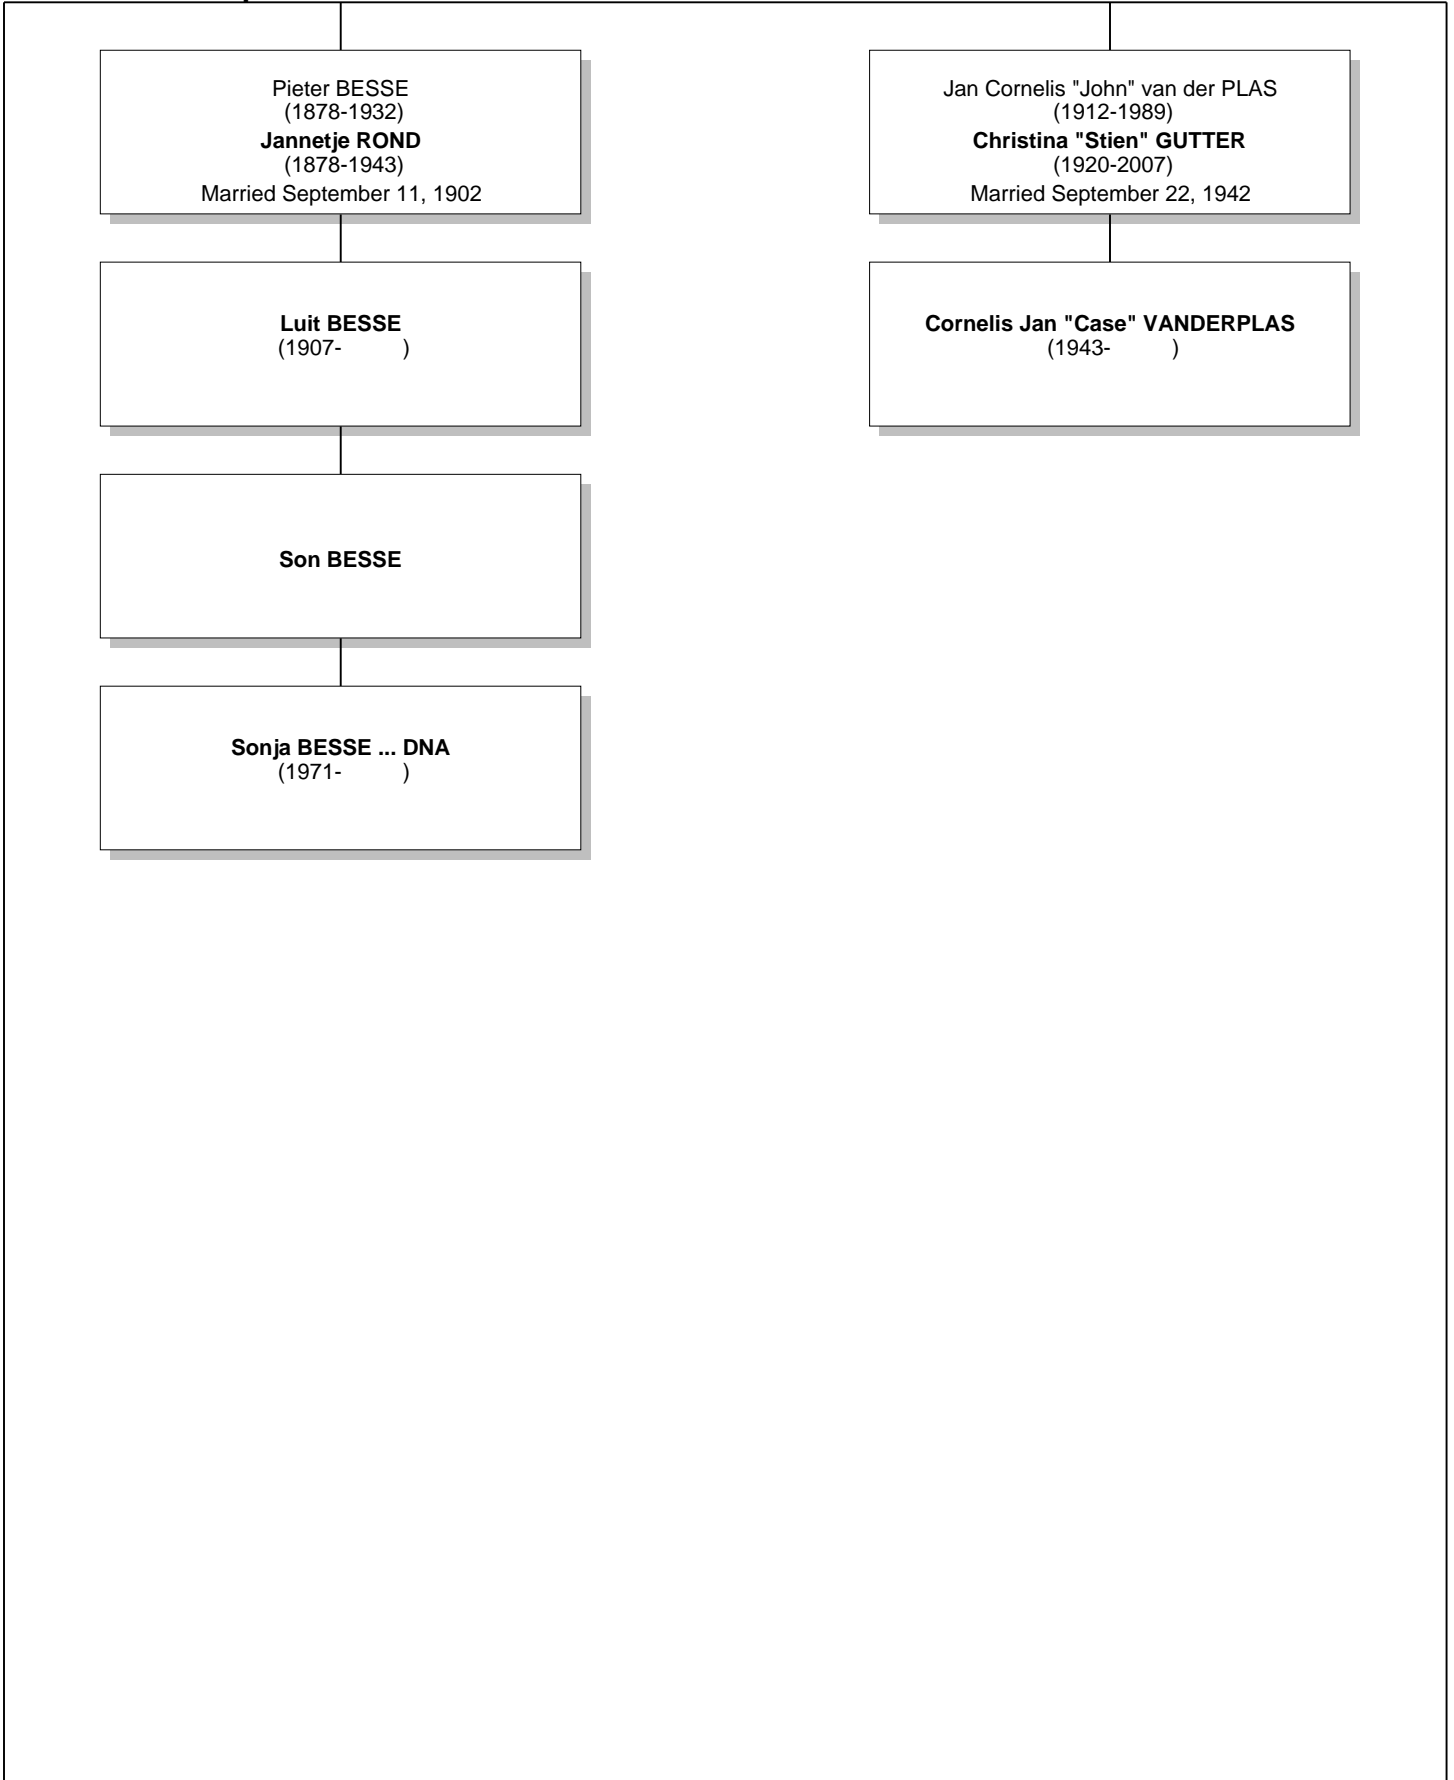 Pieter BESSE
(1878-1932)
Jannetje ROND
(1878-1943)
Married September 11, 1902
Jan Cornelis "John" van der PLAS
(1912-1989)
Christina "Stien" GUTTER
(1920-2007)
Married September 22, 1942
Luit BESSE
(1907- )
Cornelis Jan "Case" VANDERPLAS
(1943- )
Son BESSE
Sonja BESSE ... DNA
(1971- )